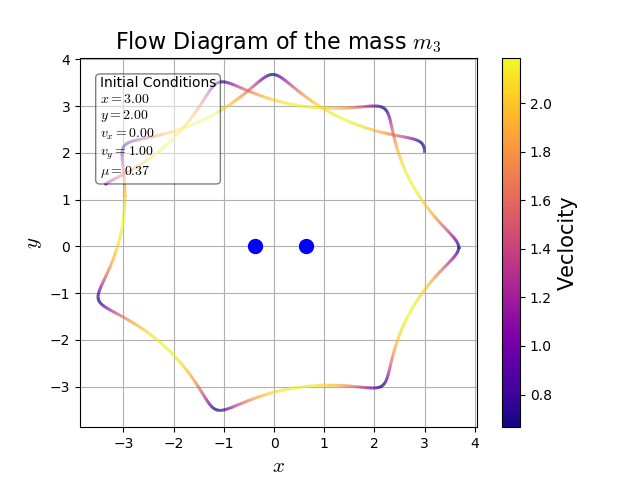 Flow Diagram of the mass m₃
Initial Conditions
x = 3.00
y = 2.00
vₓ = 0.00
v_y = 1.00
μ = 0.37
4
3
2
1
0
−1
−2
−3
y
−3 −2 −1 0 1 2 3 4
x
2.0
1.8
1.6
1.4
1.2
1.0
0.8
Veclocity